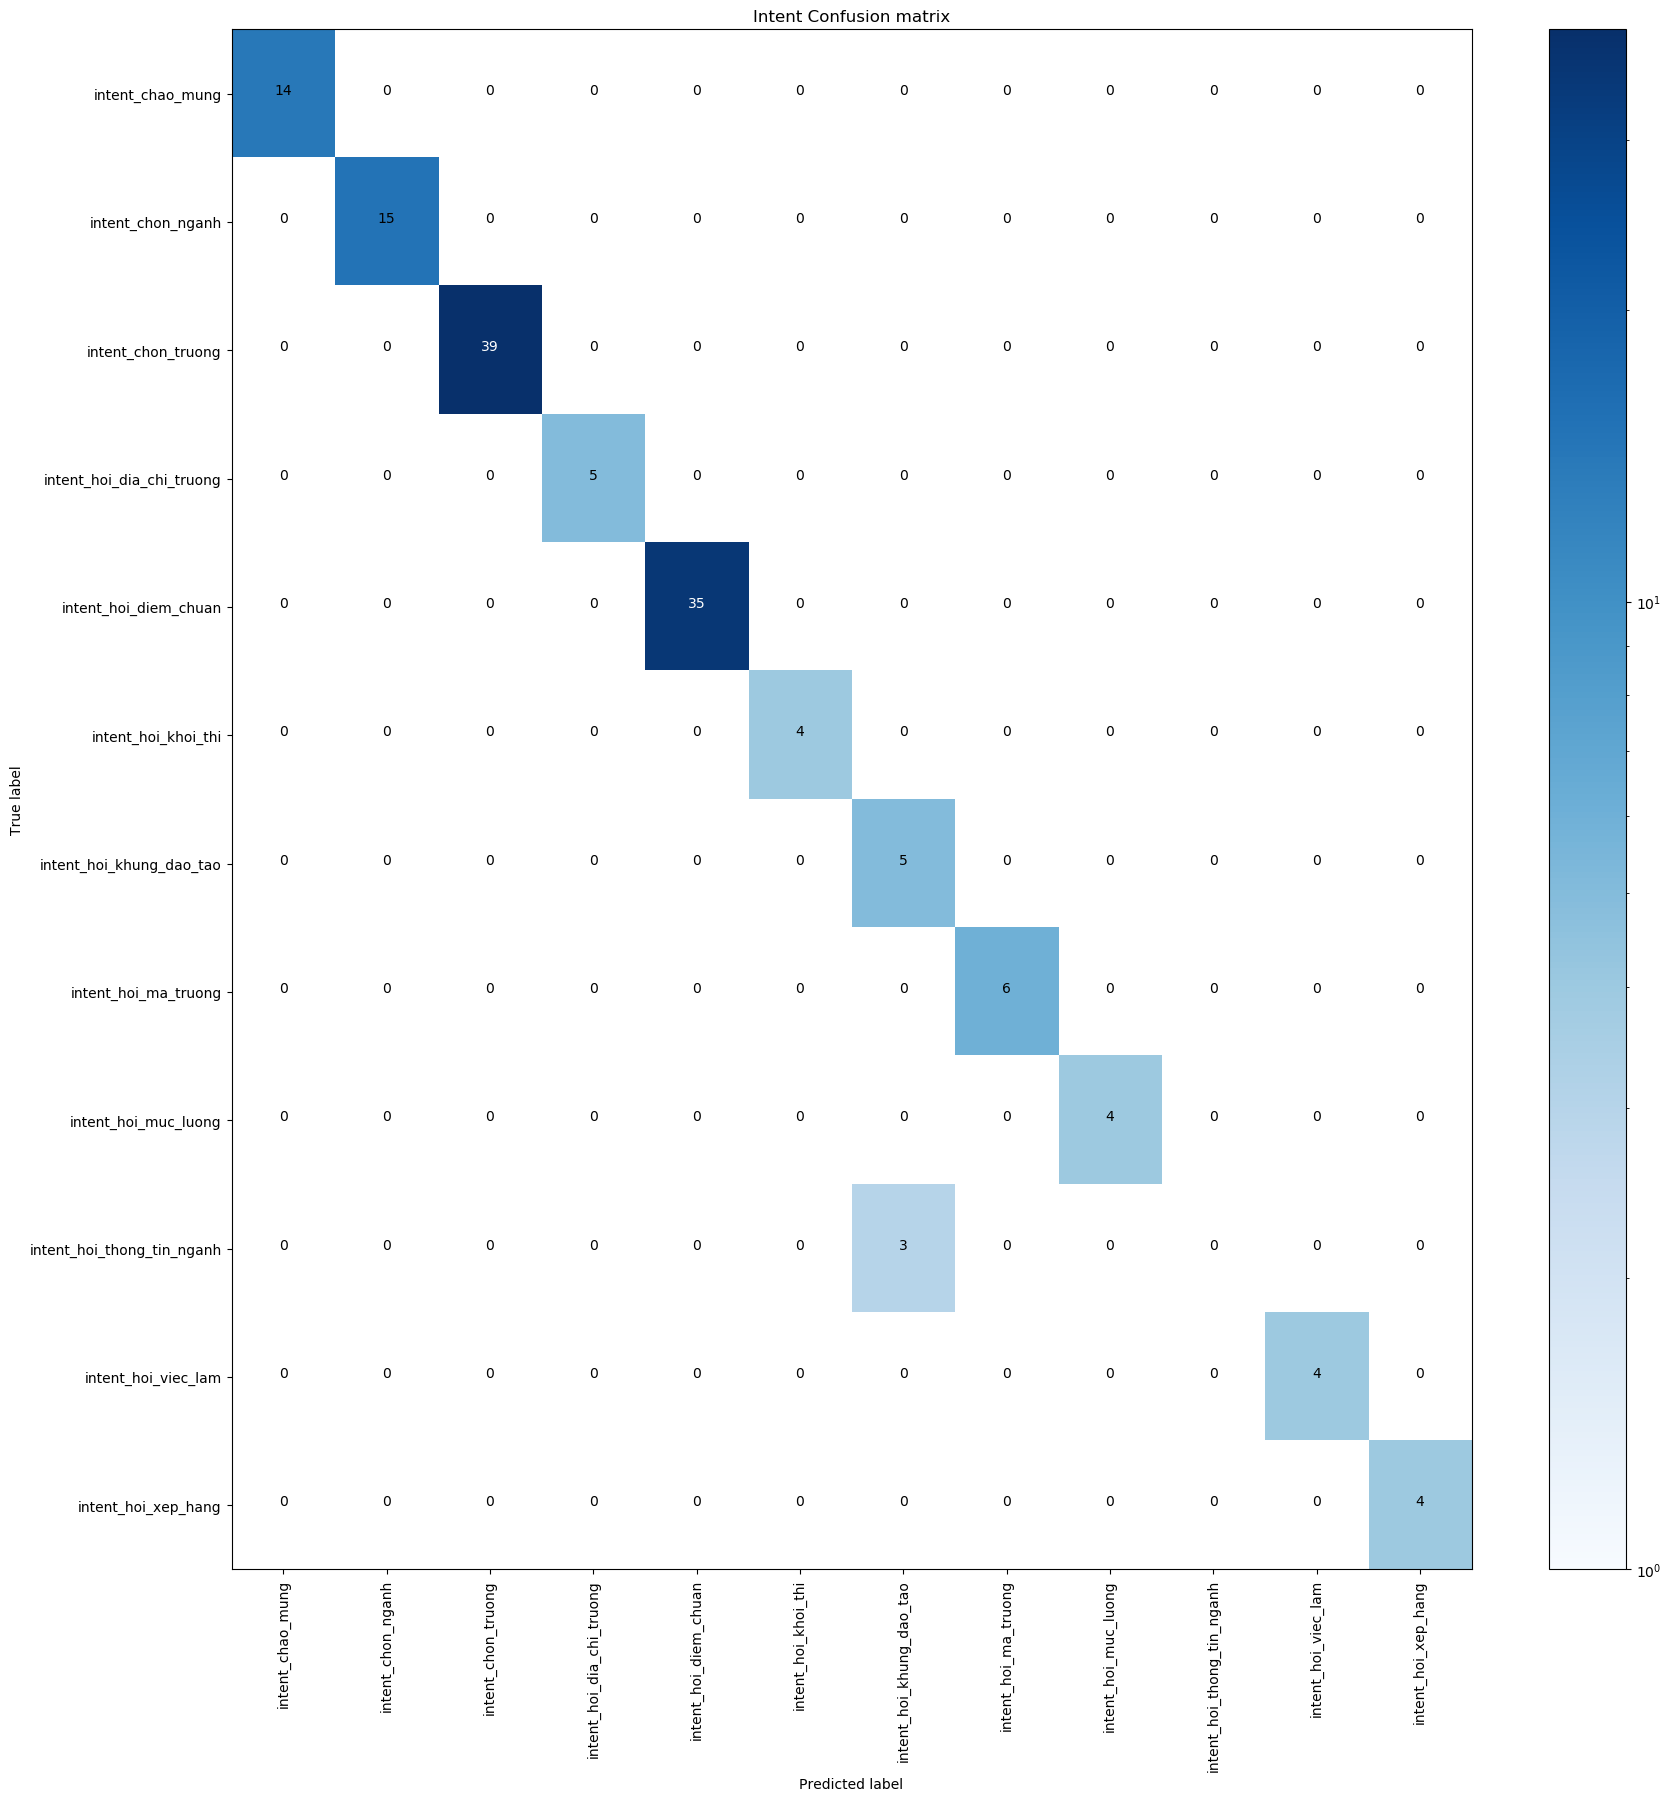 Intent Confusion matrix
intent_chao_mung 14 0 0 0 0 0 0 0 0 0 0 0
intent_chon_nganh 0 15 0 0 0 0 0 0 0 0 0 0
intent_chon_truong 0 0 39 0 0 0 0 0 0 0 0 0
intent_hoi_dia_chi_truong 0 0 0 5 0 0 0 0 0 0 0 0
intent_hoi_diem_chuan 0 0 0 0 35 0 0 0 0 0 0 0
10¹
intent_hoi_khoi_thi 0 0 0 0 0 4 0 0 0 0 0 0
True label
intent_hoi_khung_dao_tao 0 0 0 0 0 0 5 0 0 0 0 0
intent_hoi_ma_truong 0 0 0 0 0 0 0 6 0 0 0 0
intent_hoi_muc_luong 0 0 0 0 0 0 0 0 4 0 0 0
intent_hoi_thong_tin_nganh 0 0 0 0 0 0 3 0 0 0 0 0
intent_hoi_viec_lam 0 0 0 0 0 0 0 0 0 0 4 0
intent_hoi_xep_hang 0 0 0 0 0 0 0 0 0 0 0 4
10⁰
intent_chao_mung
intent_chon_nganh
intent_chon_truong
intent_hoi_dia_chi_truong
intent_hoi_diem_chuan
intent_hoi_khoi_thi
intent_hoi_khung_dao_tao
intent_hoi_ma_truong
intent_hoi_muc_luong
intent_hoi_thong_tin_nganh
intent_hoi_viec_lam
intent_hoi_xep_hang
Predicted label